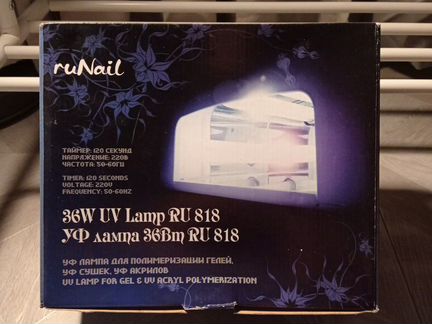 ruNail
ТАЙМЕР: 120 СЕКУНД
НАПРЯЖЕНИЕ: 220В
ЧАСТОТА: 50-60ГЦ
TIMER: 120 SECONDS
VOLTAGE: 220V
FREQUENCY: 50-60HZ
36W UV Lamp RU 818
УФ лампа 36Вт RU 818
УФ ЛАМПА ДЛЯ ПОЛИМЕРИЗАЦИИ ГЕЛЕЙ,
УФ СУШЕК, УФ АКРИЛОВ
UV LAMP FOR GEL & UV ACRYL POLYMERIZATION